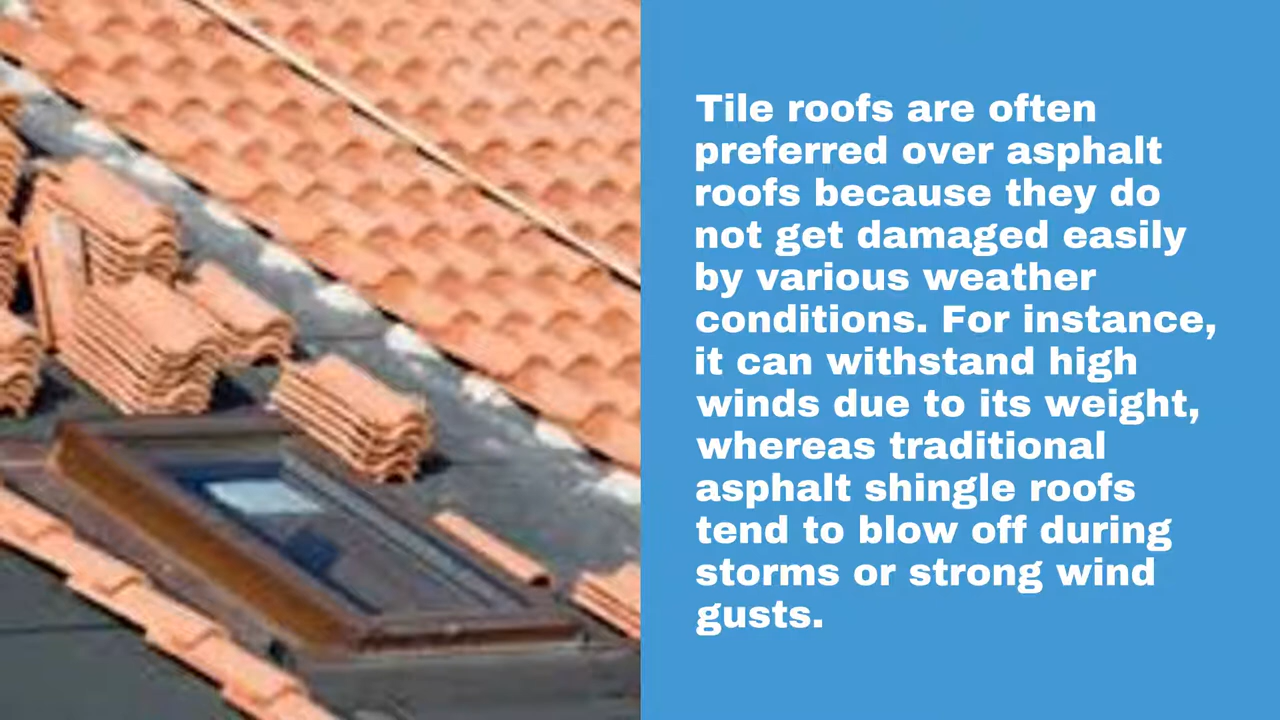 Tile roofs are often
preferred over asphalt
roofs because they do
not get damaged easily
by various weather
conditions. For instance,
it can withstand high
winds due to its weight,
whereas traditional
asphalt shingle roofs
tend to blow off during
storms or strong wind
gusts.